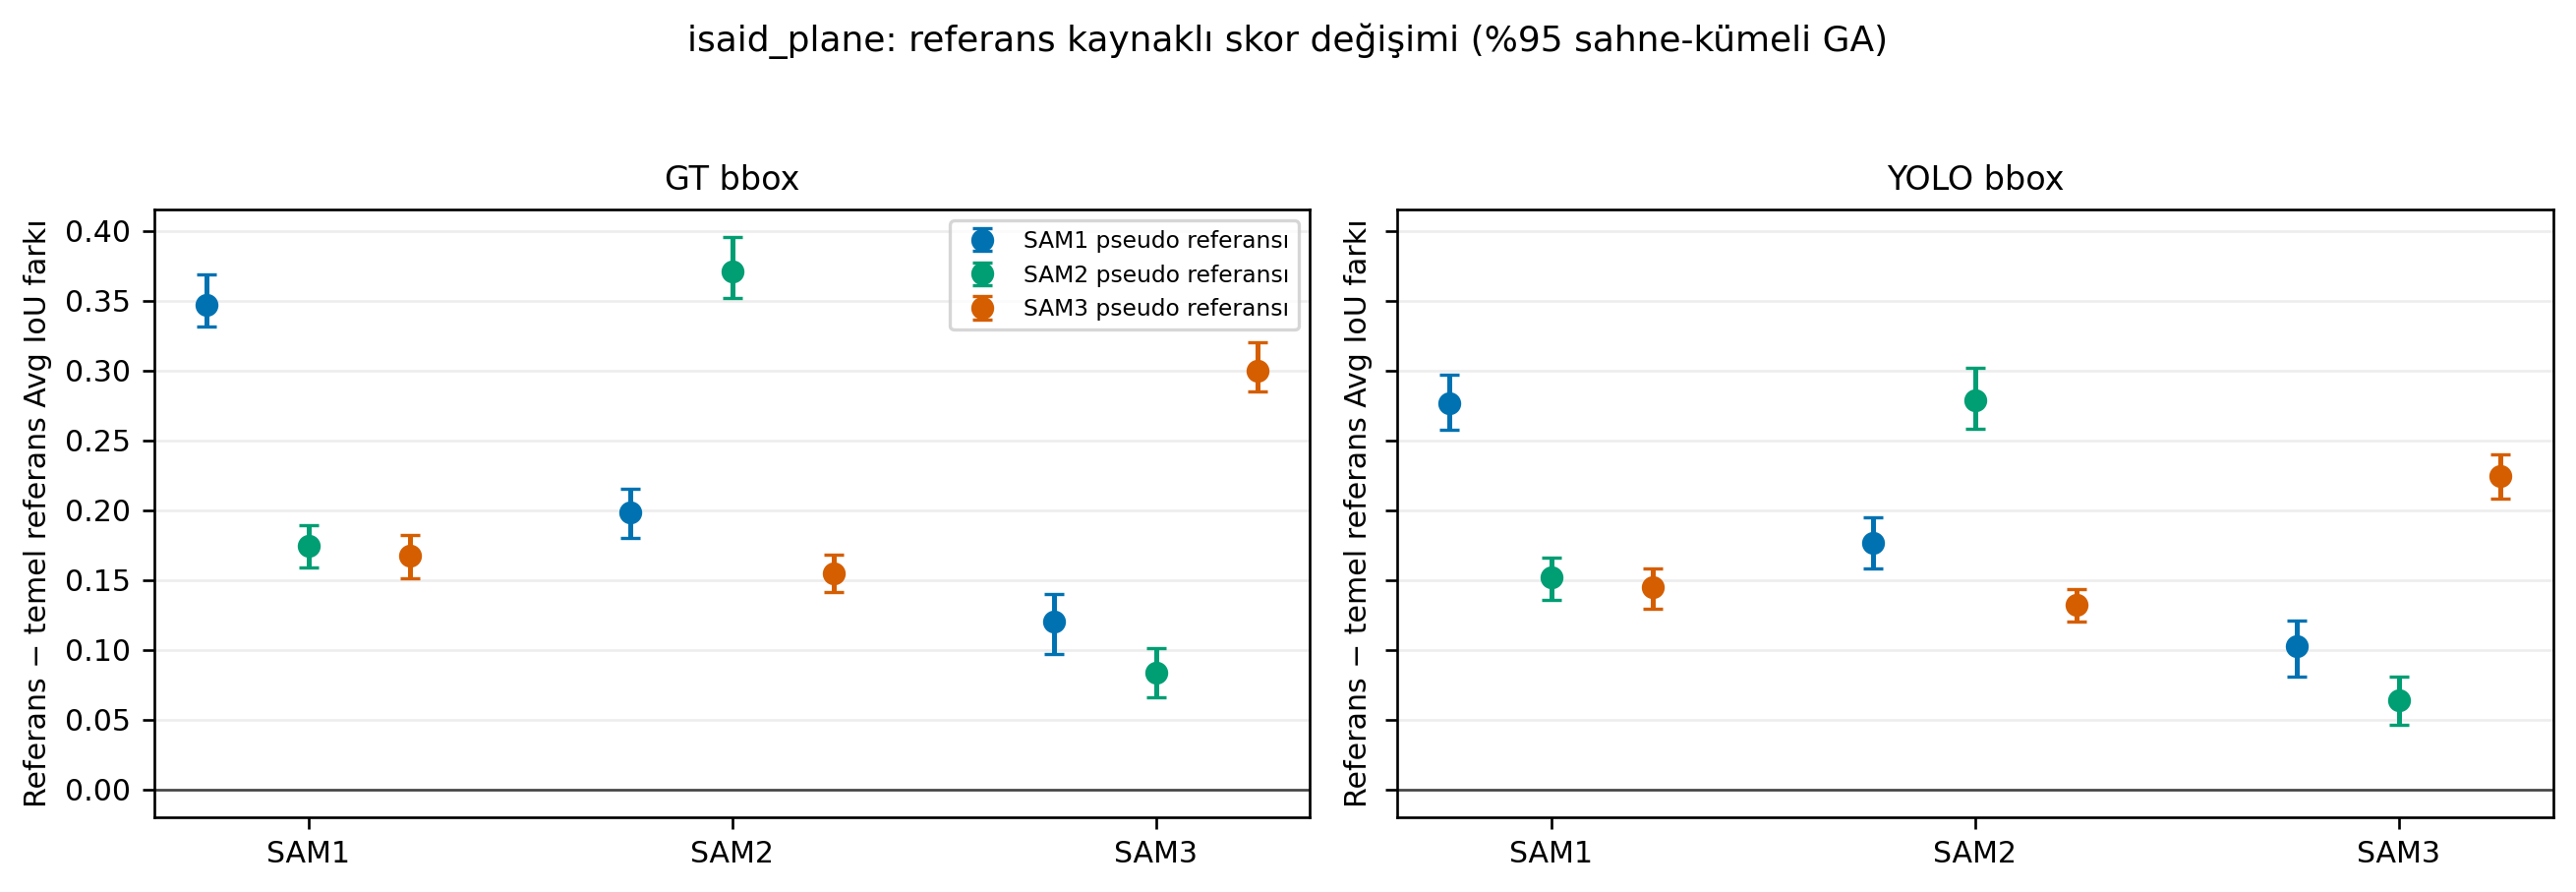 isaid_plane: referans kaynaklı skor değişimi (%95 sahne-kümeli GA)
GT bbox
Referans − temel referans Avg IoU farkı
0.40
0.35
0.30
0.25
0.20
0.15
0.10
0.05
0.00
SAM1 pseudo referansı
SAM2 pseudo referansı
SAM3 pseudo referansı
SAM1
SAM2
SAM3
YOLO bbox
Referans − temel referans Avg IoU farkı
SAM1
SAM2
SAM3